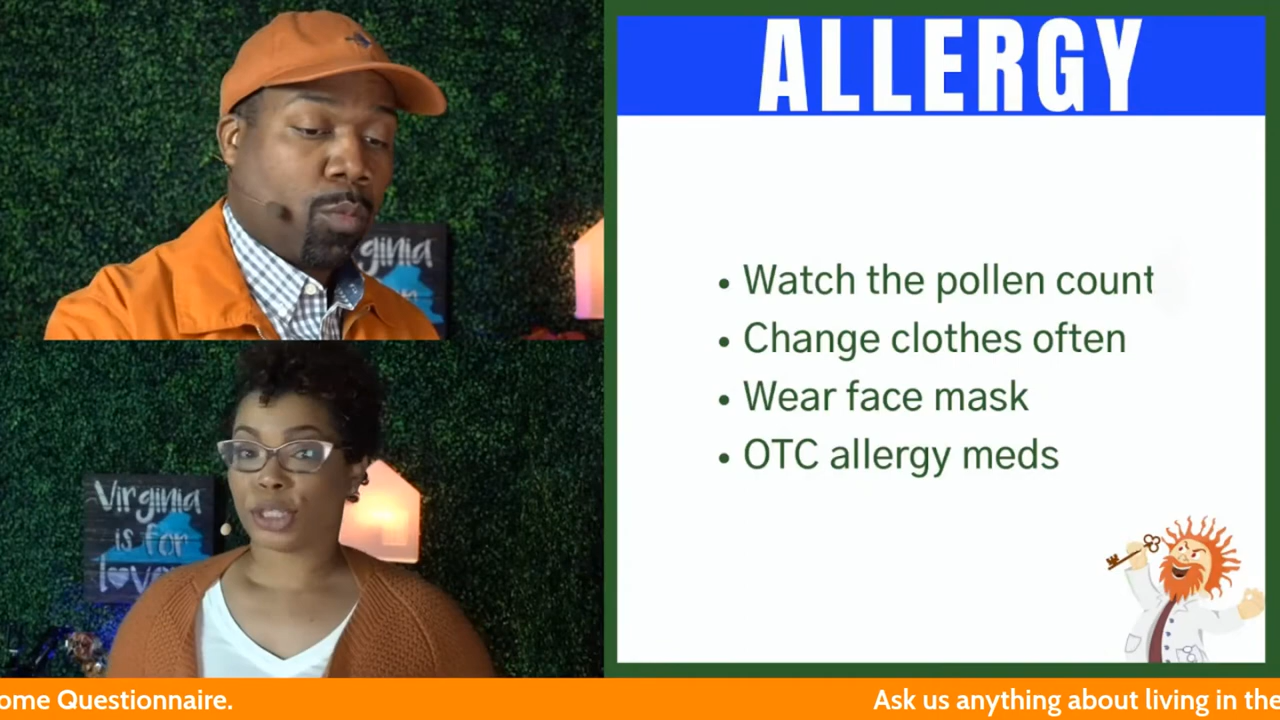 ALLERGY
• Watch the pollen count
• Change clothes often
• Wear face mask
• OTC allergy meds
ginia
Virginia
is for
ome Questionnaire.
Ask us anything about living in the